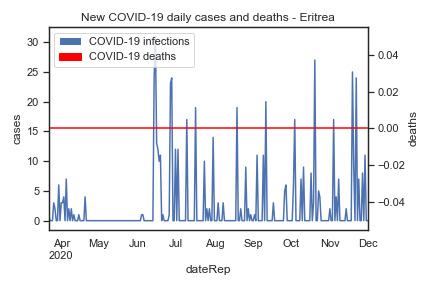 New COVID-19 daily cases and deaths - Eritrea
COVID-19 infections
COVID-19 deaths
30
25
20
15
10
5
0
cases
0.04
0.02
0.00
−0.02
−0.04
deaths
Apr May Jun Jul Aug Sep Oct Nov Dec
2020
dateRep